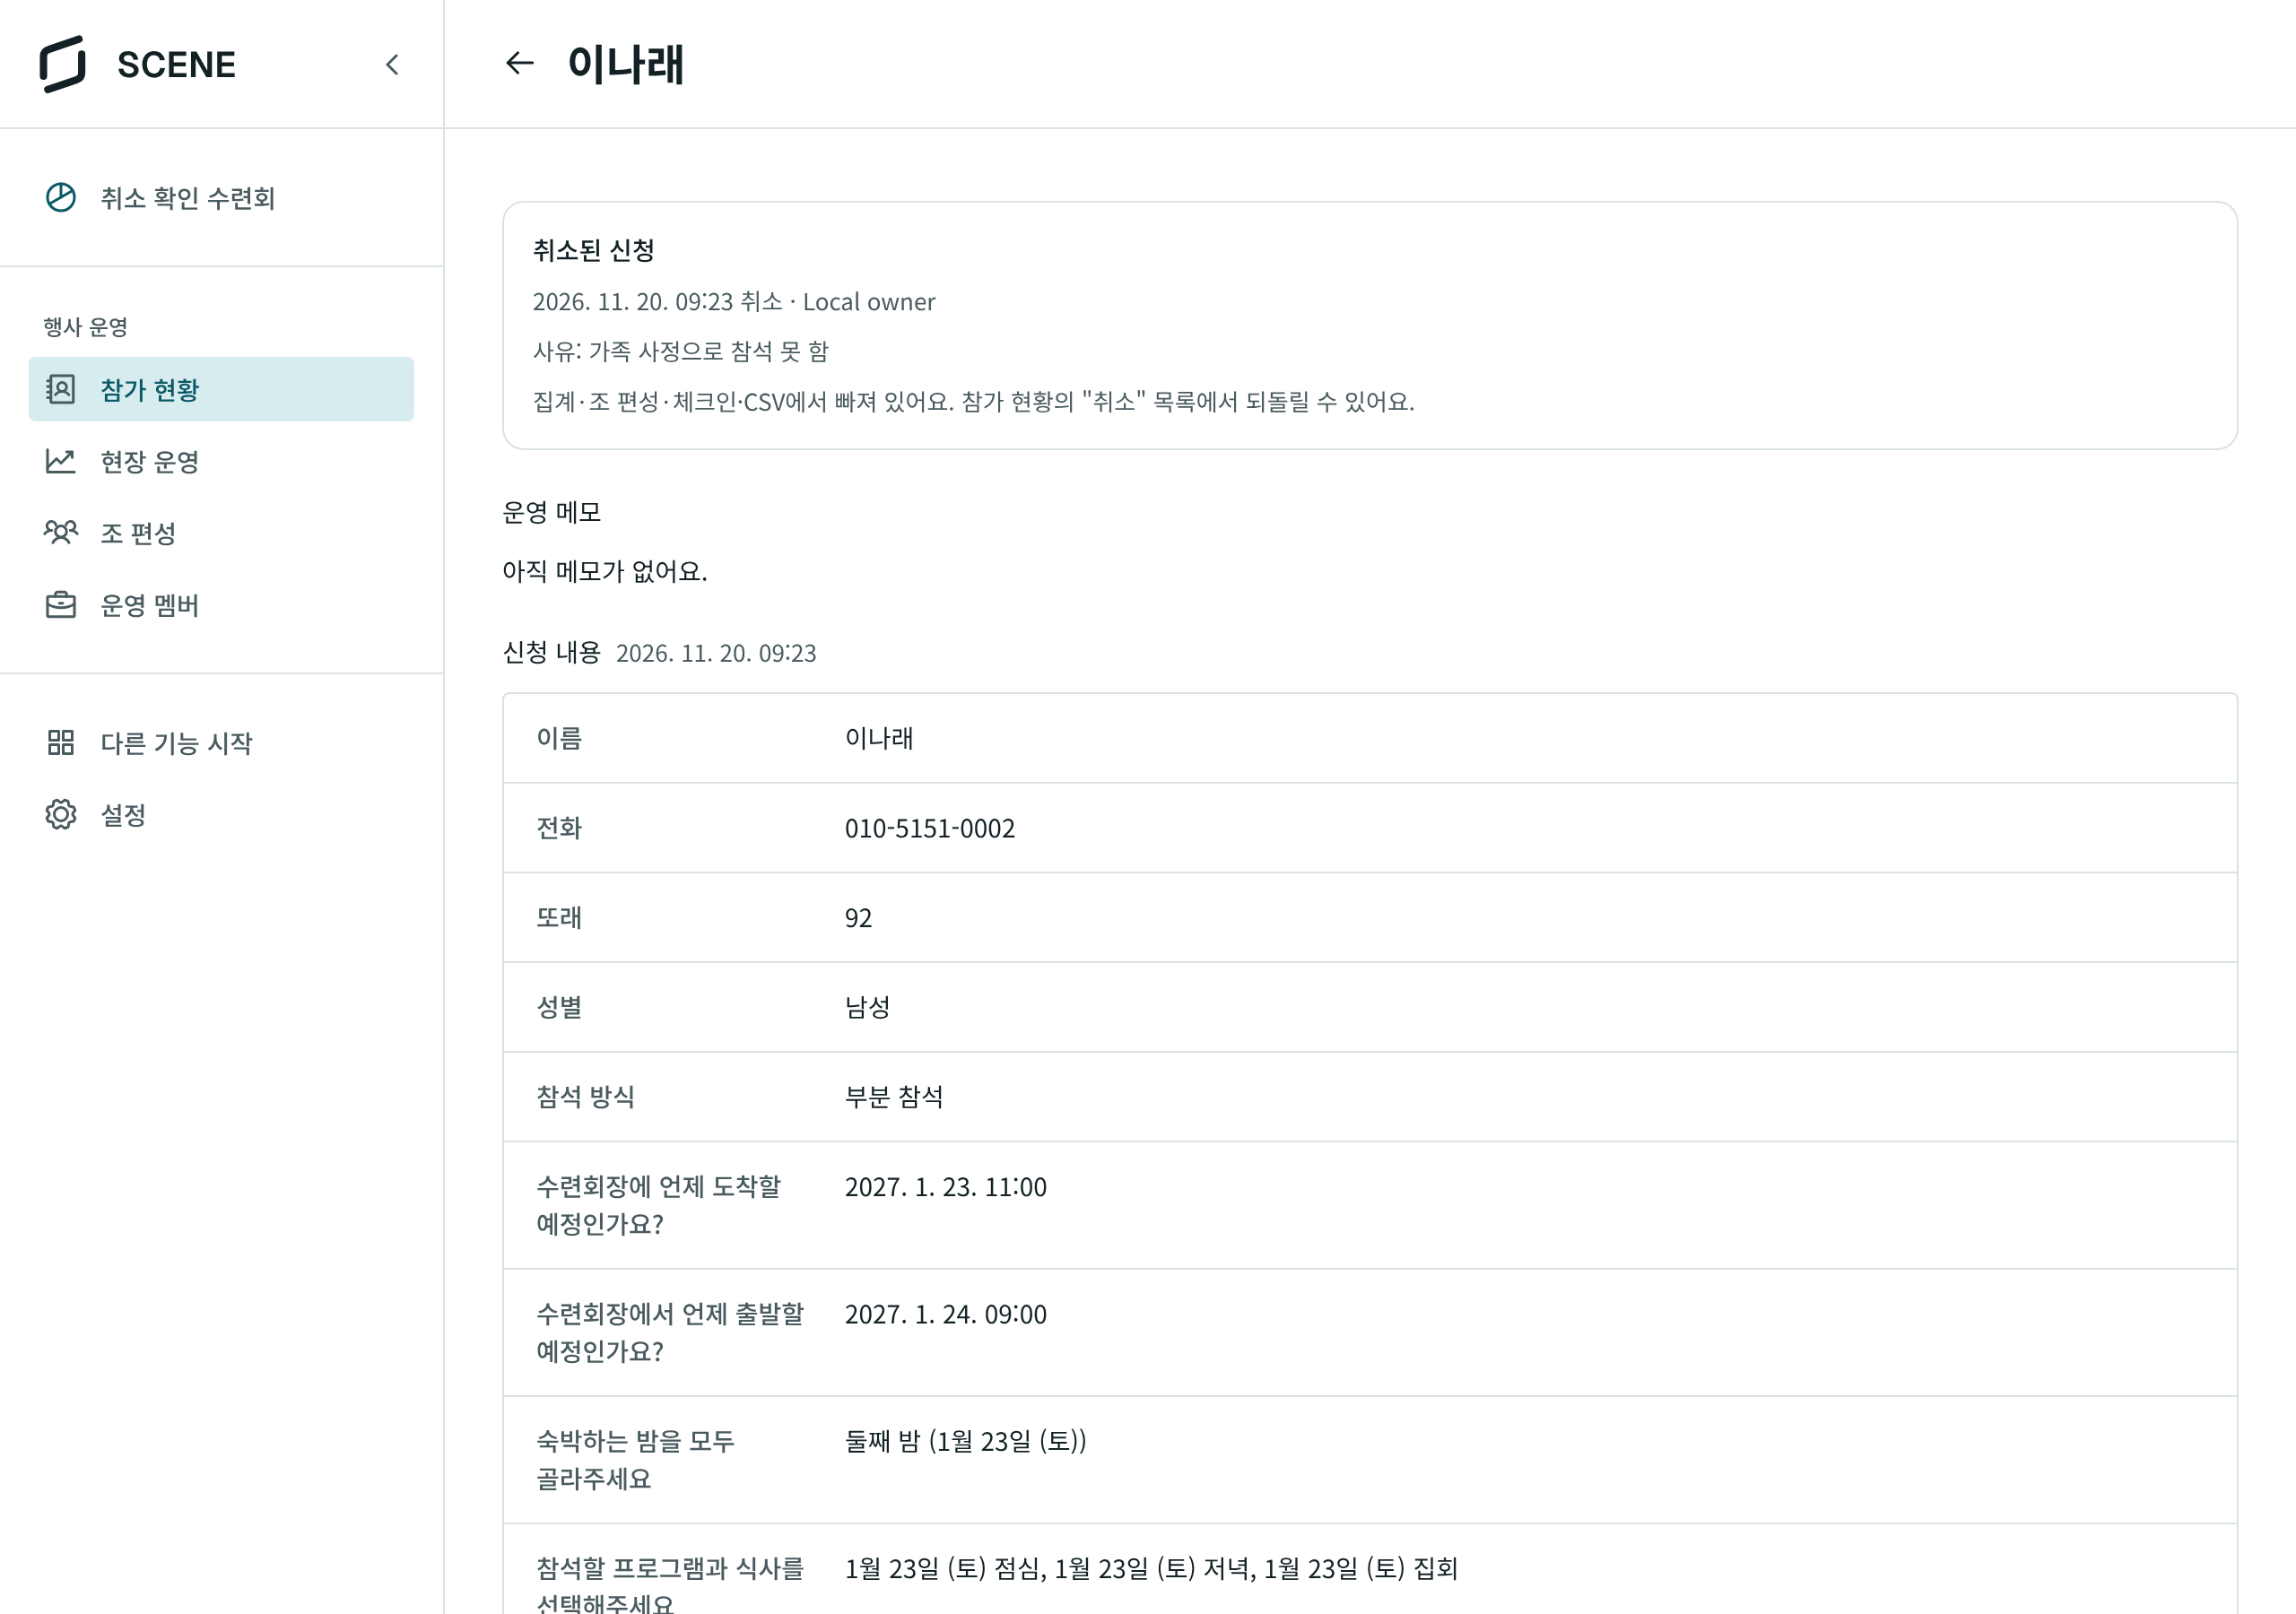 SCENE
이나래
취소 확인 수련회
행사 운영
참가 현황
현장 운영
조 편성
운영 멤버
다른 기능 시작
설정
취소된 신청
2026. 11. 20. 09:23 취소 · Local owner
사유: 가족 사정으로 참석 못 함
집계·조 편성·체크인·CSV에서 빠져 있어요. 참가 현황의 "취소" 목록에서 되돌릴 수 있어요.
운영 메모
아직 메모가 없어요.
신청 내용 2026. 11. 20. 09:23
이름 이나래
전화 010-5151-0002
또래 92
성별 남성
참석 방식 부분 참석
수련회장에 언제 도착할 2027. 1. 23. 11:00
예정인가요?
수련회장에서 언제 출발할 2027. 1. 24. 09:00
예정인가요?
숙박하는 밤을 모두 둘째 밤 (1월 23일 (토))
골라주세요
참석할 프로그램과 식사를 1월 23일 (토) 점심, 1월 23일 (토) 저녁, 1월 23일 (토) 집회
선택해주세요